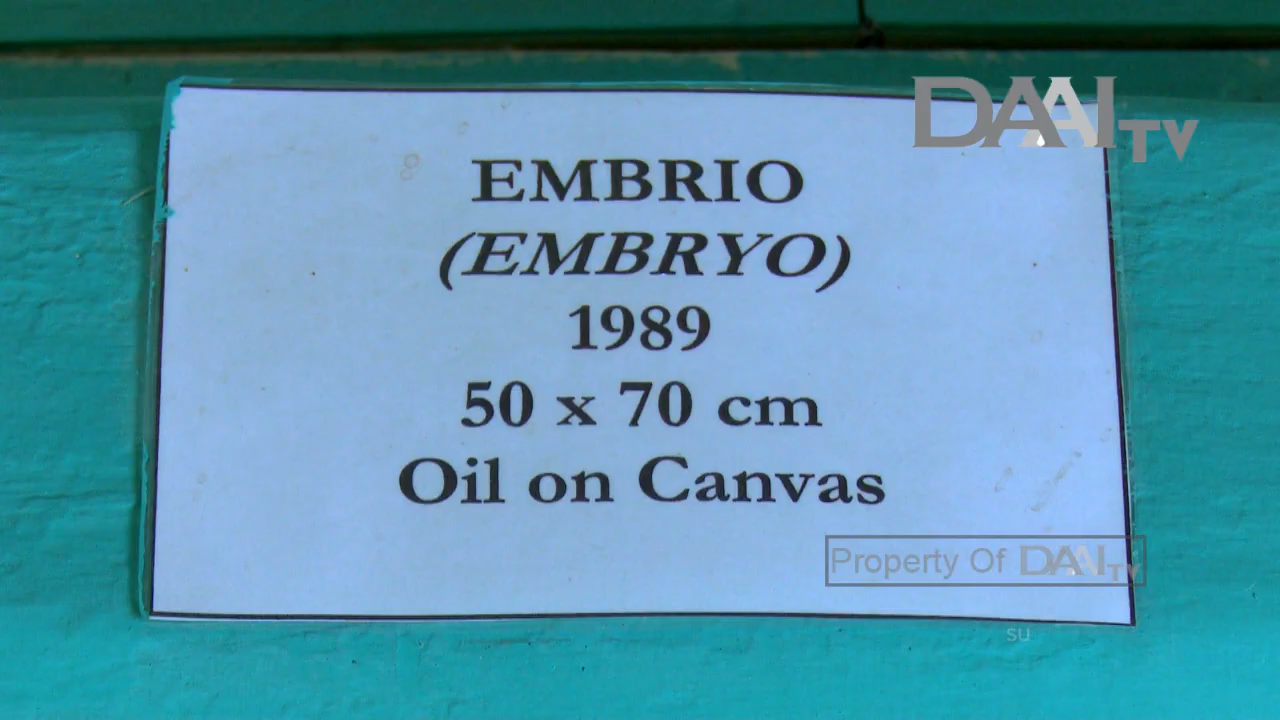 DAAI TV
EMBRIO
(EMBRYO)
1989
50 x 70 cm
Oil on Canvas
Property Of DAAI TV
su